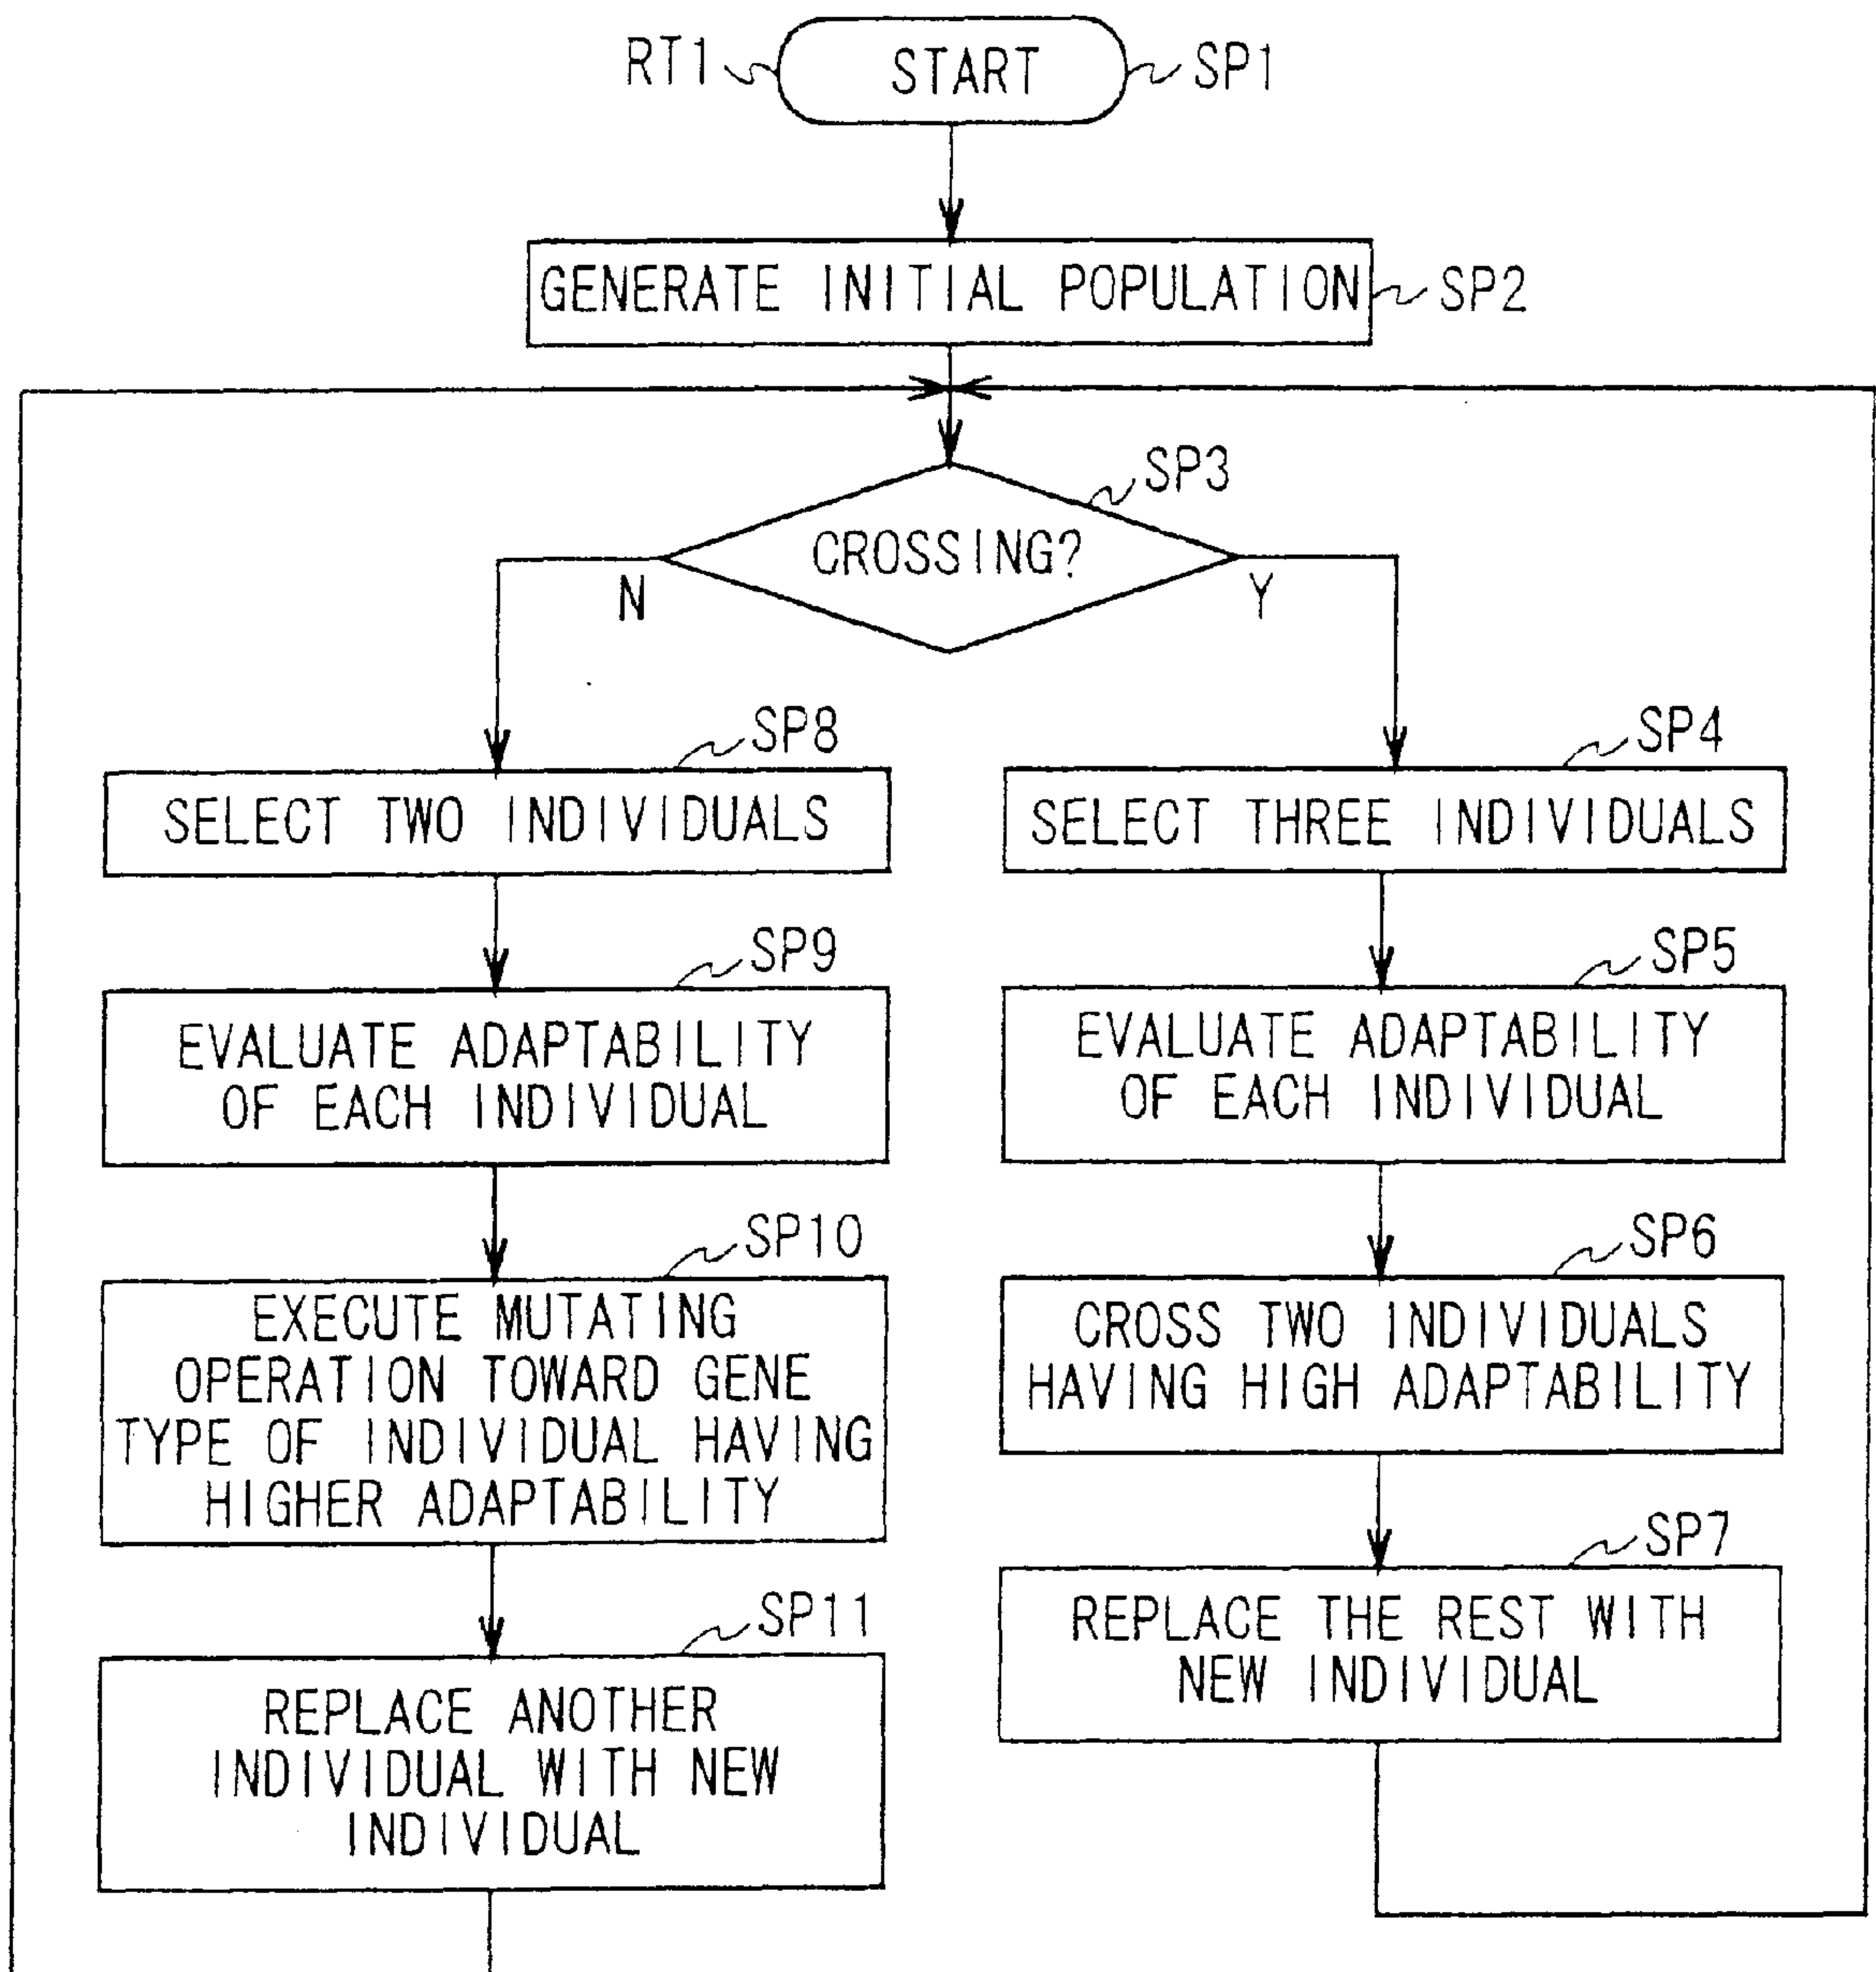 RT1 START SP1
GENERATE INITIAL POPULATION SP2
SP3
CROSSING?
N Y
SP8
SELECT TWO INDIVIDUALS
SP9
EVALUATE ADAPTABILITY
OF EACH INDIVIDUAL
SP10
EXECUTE MUTATING
OPERATION TOWARD GENE
TYPE OF INDIVIDUAL HAVING
HIGHER ADAPTABILITY
SP11
REPLACE ANOTHER
INDIVIDUAL WITH NEW
INDIVIDUAL
SP4
SELECT THREE INDIVIDUALS
SP5
EVALUATE ADAPTABILITY
OF EACH INDIVIDUAL
SP6
CROSS TWO INDIVIDUALS
HAVING HIGH ADAPTABILITY
SP7
REPLACE THE REST WITH
NEW INDIVIDUAL